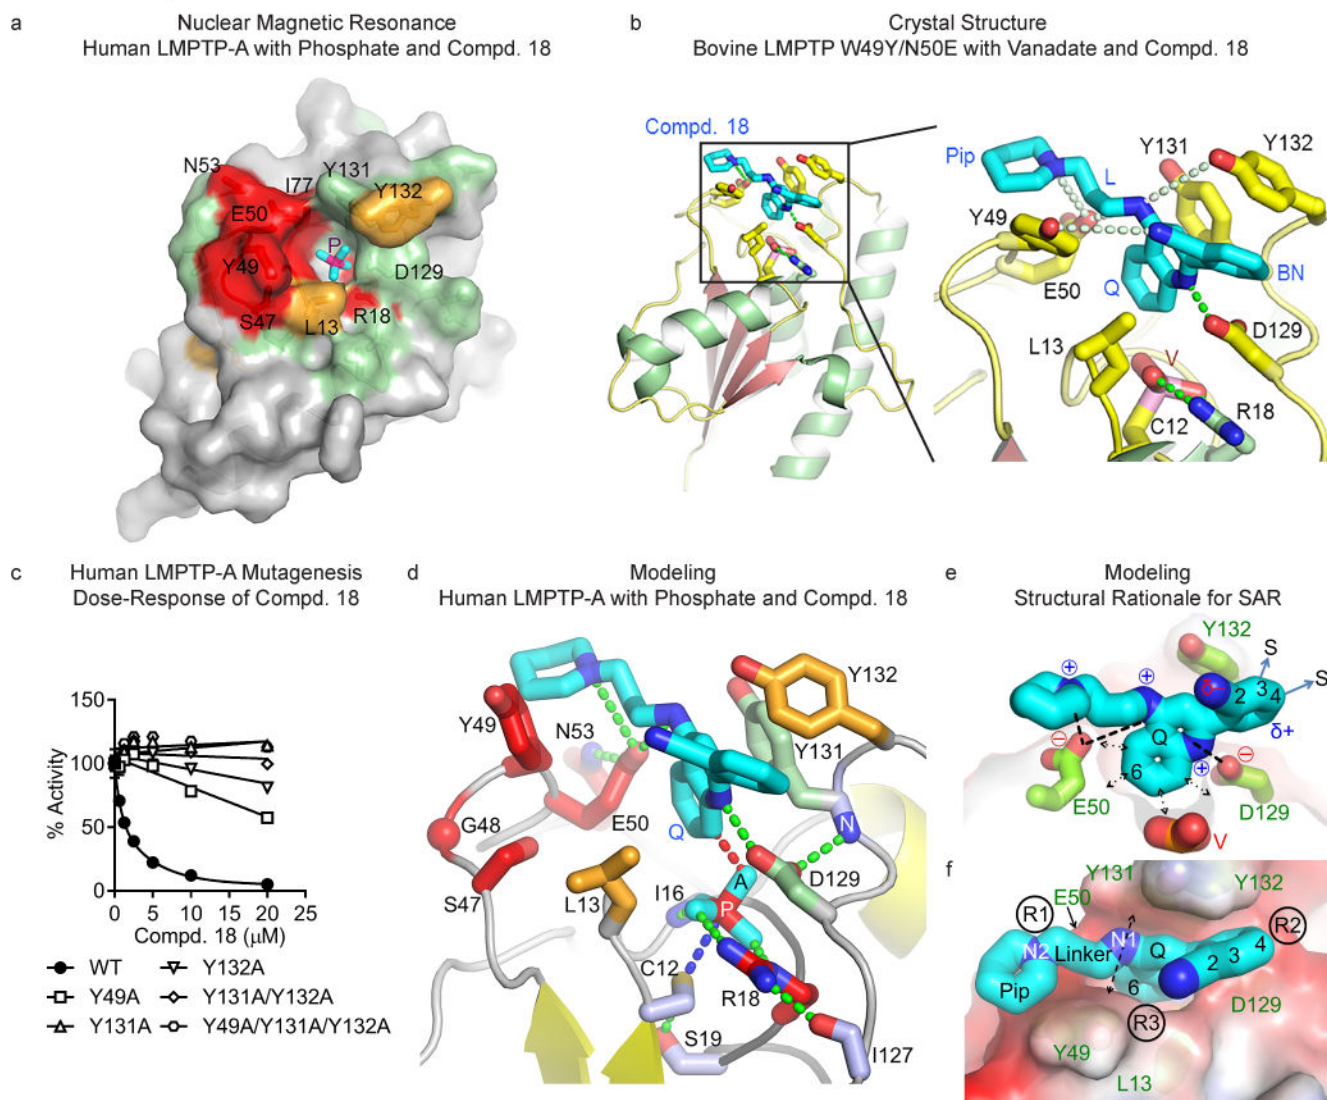 a
Nuclear Magnetic Resonance
Human LMPTP-A with Phosphate and Compd. 18
N53
Y131
I77
Y132
E50
P
Y49
D129
S47
L13
R18
b
Crystal Structure
Bovine LMPTP W49Y/N50E with Vanadate and Compd. 18
Compd. 18
Pip
L
Y131
Y132
Y49
E50
Q
BN
L13
D129
V
C12
R18
c
Human LMPTP-A Mutagenesis
Dose-Response of Compd. 18
% Activity
150
100
50
0
0 5 10 15 20 25
Compd. 18 (μM)
WT
Y132A
Y49A
Y131A/Y132A
Y131A
Y49A/Y131A/Y132A
d
Modeling
Human LMPTP-A with Phosphate and Compd. 18
Y132
Y49
N53
Y131
G48
E50
Q
N
S47
L13
I16
A
P
D129
C12
R18
S19
I127
e
Modeling
Structural Rationale for SAR
Y132
S
⊕ ⊕ δ− 2 3 4 S
Q
δ+
⊖
⊖
6
⊕
E50
D129
V
f
Y131
Y132
E50
R1
R2
N2 Linker N1 Q 2 3 4
Pip
6
D129
R3
Y49
L13